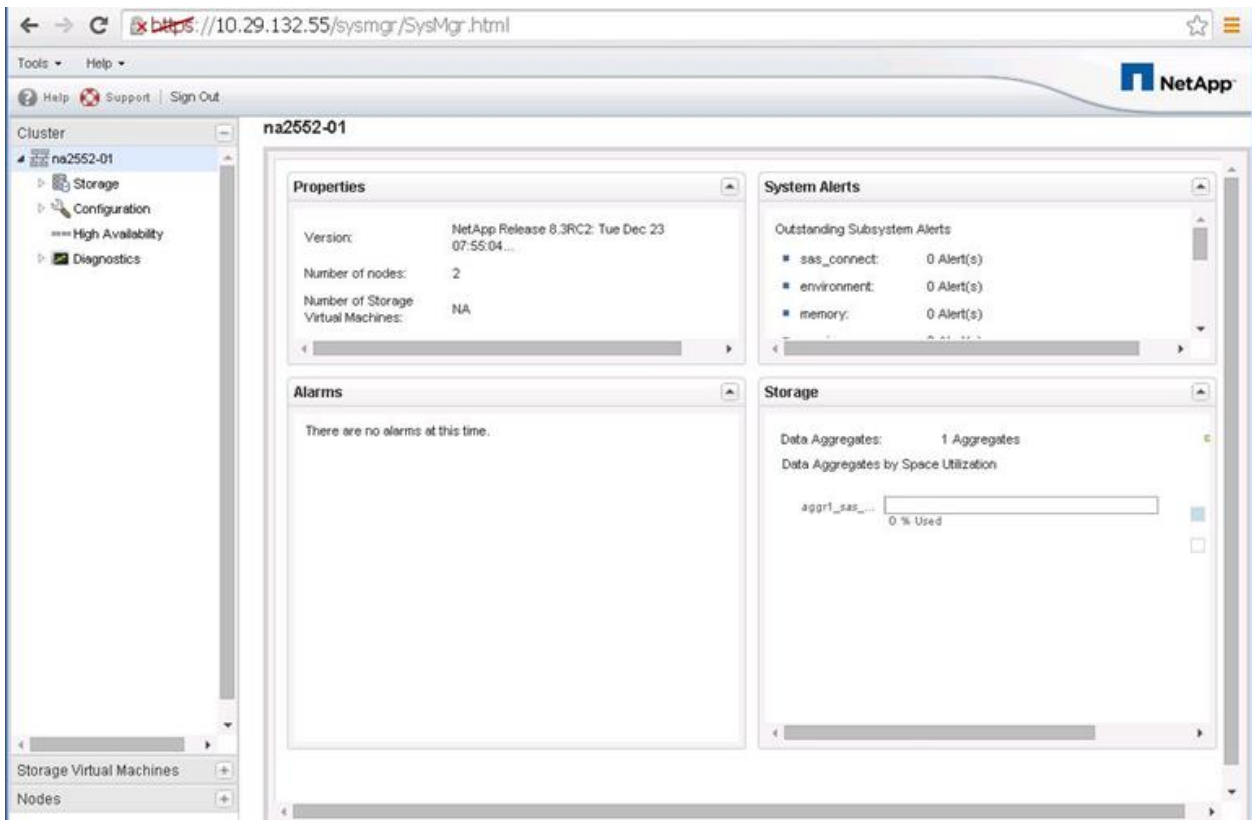 https://10.29.132.55/sysmgr/SysMgr.html
Tools Help
NetApp
Help Support | Sign Out
Cluster
na2552-01
Storage
Configuration
High Availability
Diagnostics
Storage Virtual Machines
Nodes
na2552-01
Properties
Version: NetApp Release 8.3RC2: Tue Dec 23
07:55:04...
Number of nodes: 2
Number of Storage
Virtual Machines: NA
System Alerts
Outstanding Subsystem Alerts
sas_connect: 0 Alert(s)
environment: 0 Alert(s)
memory: 0 Alert(s)
Alarms
There are no alarms at this time.
Storage
Data Aggregates: 1 Aggregates
Data Aggregates by Space Utilization
aggr1_sas_...
0 % Used